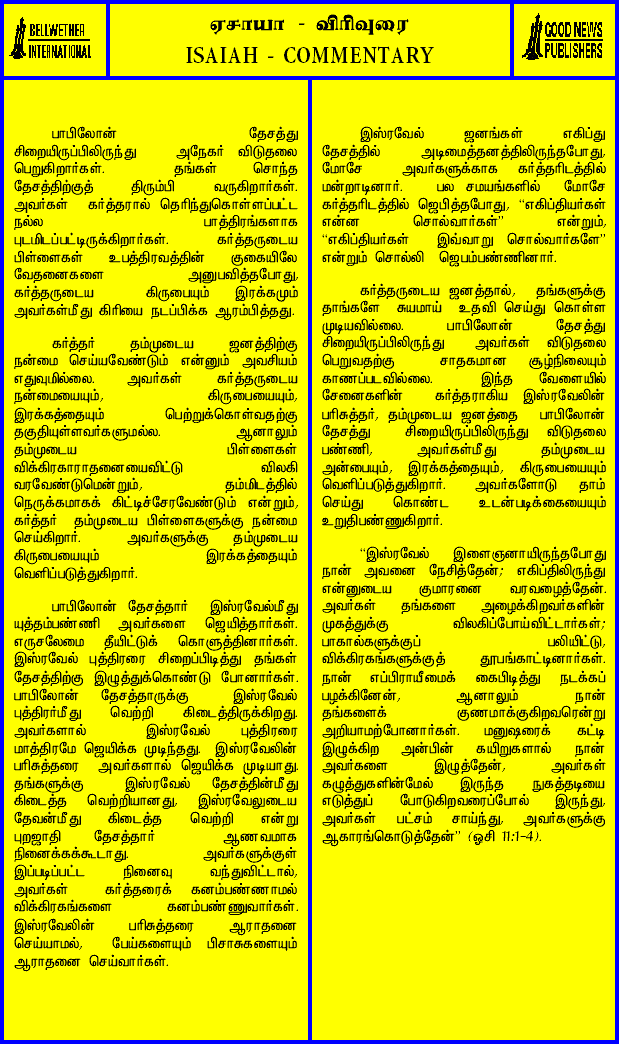 BELLWETHER
INTERNATIONAL
ஏசாயா - விரிவுரை
ISAIAH - COMMENTARY
GOOD NEWS
PUBLISHERS
பாபிலோன் தேசத்து
சிறையிருப்பிலிருந்து அநேகர் விடுதலை
பெறுகிறார்கள். தங்கள் சொந்த
தேசத்திற்குத் திரும்பி வருகிறார்கள்.
அவர்கள் கர்த்தரால் தெரிந்துகொள்ளப்பட்ட
நல்ல பாத்திரங்களாக
புடமிடப்பட்டிருக்கிறார்கள். கர்த்தருடைய
பிள்ளைகள் உபத்திரவத்தின் குகையிலே
வேதனைகளை அனுபவித்தபோது,
கர்த்தருடைய கிருபையும் இரக்கமும்
அவர்கள்மீது கிரியை நடப்பிக்க ஆரம்பித்தது.
கர்த்தர் தம்முடைய ஜனத்திற்கு
நன்மை செய்யவேண்டும் என்னும் அவசியம்
எதுவுமில்லை. அவர்கள் கர்த்தருடைய
நன்மையையும், கிருபையையும்,
இரக்கத்தையும் பெற்றுக்கொள்வதற்கு
தகுதியுள்ளவர்களுமல்ல. ஆனாலும்
தம்முடைய பிள்ளைகள்
விக்கிரகாராதனையைவிட்டு விலகி
வரவேண்டுமென்றும், தம்மிடத்தில்
நெருக்கமாகக் கிட்டிச்சேரவேண்டும் என்றும்,
கர்த்தர் தம்முடைய பிள்ளைகளுக்கு நன்மை
செய்கிறார். அவர்களுக்கு தம்முடைய
கிருபையையும் இரக்கத்தையும்
வெளிப்படுத்துகிறார்.
பாபிலோன் தேசத்தார் இஸ்ரவேல்மீது
யுத்தம்பண்ணி அவர்களை ஜெயித்தார்கள்.
எருசலேமை தீயிட்டுக் கொளுத்தினார்கள்.
இஸ்ரவேல் புத்திரரை சிறைப்பிடித்து தங்கள்
தேசத்திற்கு இழுத்துக்கொண்டு போனார்கள்.
பாபிலோன் தேசத்தாருக்கு இஸ்ரவேல்
புத்திரர்மீது வெற்றி கிடைத்திருக்கிறது.
அவர்களால் இஸ்ரவேல் புத்திரரை
மாத்திரமே ஜெயிக்க முடிந்தது. இஸ்ரவேலின்
பரிசுத்தரை அவர்களால் ஜெயிக்க முடியாது.
தங்களுக்கு இஸ்ரவேல் தேசத்தின்மீது
கிடைத்த வெற்றியானது, இஸ்ரவேலுடைய
தேவன்மீது கிடைத்த வெற்றி என்று
புறஜாதி தேசத்தார் ஆணவமாக
நினைக்கக்கூடாது. அவர்களுக்குள்
இப்படிப்பட்ட நினைவு வந்துவிட்டால்,
அவர்கள் கர்த்தரைக் கனம்பண்ணாமல்
விக்கிரகங்களை கனம்பண்ணுவார்கள்.
இஸ்ரவேலின் பரிசுத்தரை ஆராதனை
செய்யாமல், பேய்களையும் பிசாசுகளையும்
ஆராதனை செய்வார்கள்.
இஸ்ரவேல் ஜனங்கள் எகிப்து
தேசத்தில் அடிமைத்தனத்திலிருந்தபோது,
மோசே அவர்களுக்காக கர்த்தரிடத்தில்
மன்றாடினார். பல சமயங்களில் மோசே
கர்த்தரிடத்தில் ஜெபித்தபோது, “எகிப்தியர்கள்
என்ன சொல்வார்கள்” என்றும்,
“எகிப்தியர்கள் இவ்வாறு சொல்வார்களே”
என்றும் சொல்லி ஜெபம்பண்ணினார்.
கர்த்தருடைய ஜனத்தால், தங்களுக்கு
தாங்களே சுயமாய் உதவி செய்து கொள்ள
முடியவில்லை. பாபிலோன் தேசத்து
சிறையிருப்பிலிருந்து அவர்கள் விடுதலை
பெறுவதற்கு சாதகமான சூழ்நிலையும்
காணப்படவில்லை. இந்த வேளையில்
சேனைகளின் கர்த்தராகிய இஸ்ரவேலின்
பரிசுத்தர், தம்முடைய ஜனத்தை பாபிலோன்
தேசத்து சிறையிருப்பிலிருந்து விடுதலை
பண்ணி, அவர்கள்மீது தம்முடைய
அன்பையும், இரக்கத்தையும், கிருபையையும்
வெளிப்படுத்துகிறார். அவர்களோடு தாம்
செய்து கொண்ட உடன்படிக்கையையும்
உறுதிபண்ணுகிறார்.
“இஸ்ரவேல் இளைஞனாயிருந்தபோது
நான் அவனை நேசித்தேன்; எகிப்திலிருந்து
என்னுடைய குமாரனை வரவழைத்தேன்.
அவர்கள் தங்களை அழைக்கிறவர்களின்
முகத்துக்கு விலகிப்போய்விட்டார்கள்;
பாகால்களுக்குப் பலியிட்டு,
விக்கிரகங்களுக்குத் தூபங்காட்டினார்கள்.
நான் எப்பிராயீமைக் கைபிடித்து நடக்கப்
பழக்கினேன், ஆனாலும் நான்
தங்களைக் குணமாக்குகிறவரென்று
அறியாமற்போனார்கள். மனுஷரைக் கட்டி
இழுக்கிற அன்பின் கயிறுகளால் நான்
அவர்களை இழுத்தேன், அவர்கள்
கழுத்துகளின்மேல் இருந்த நுகத்தடியை
எடுத்துப் போடுகிறவரைப்போல் இருந்து,
அவர்கள் பட்சம் சாய்ந்து, அவர்களுக்கு
ஆகாரங்கொடுத்தேன்” (ஓசி 11:1-4).